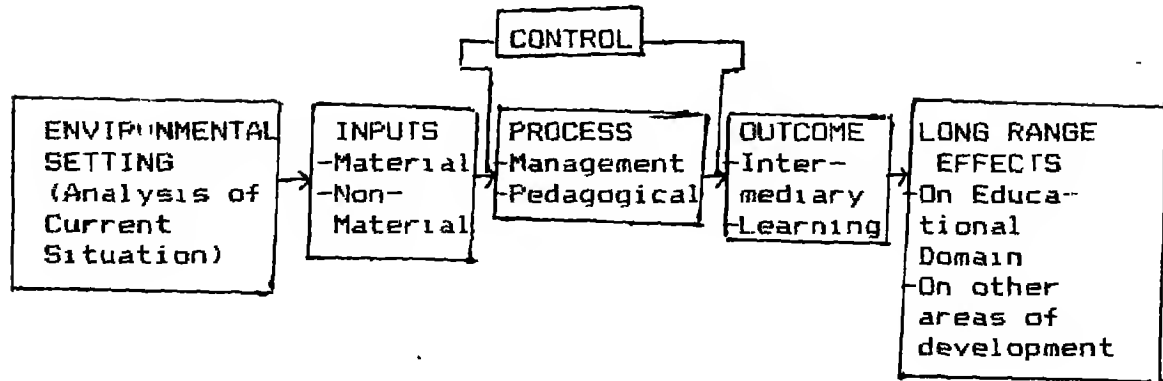 CONTROL
ENVIRONMENTAL
SETTING
(Analysis of
Current
Situation)
INPUTS
-Material
-Non-
Material
PROCESS
-Management
-Pedagogical
OUTCOME
-Inter-
mediary
-Learning
LONG RANGE
EFFECTS
-On Educa-
tional
Domain
-On other
areas of
development